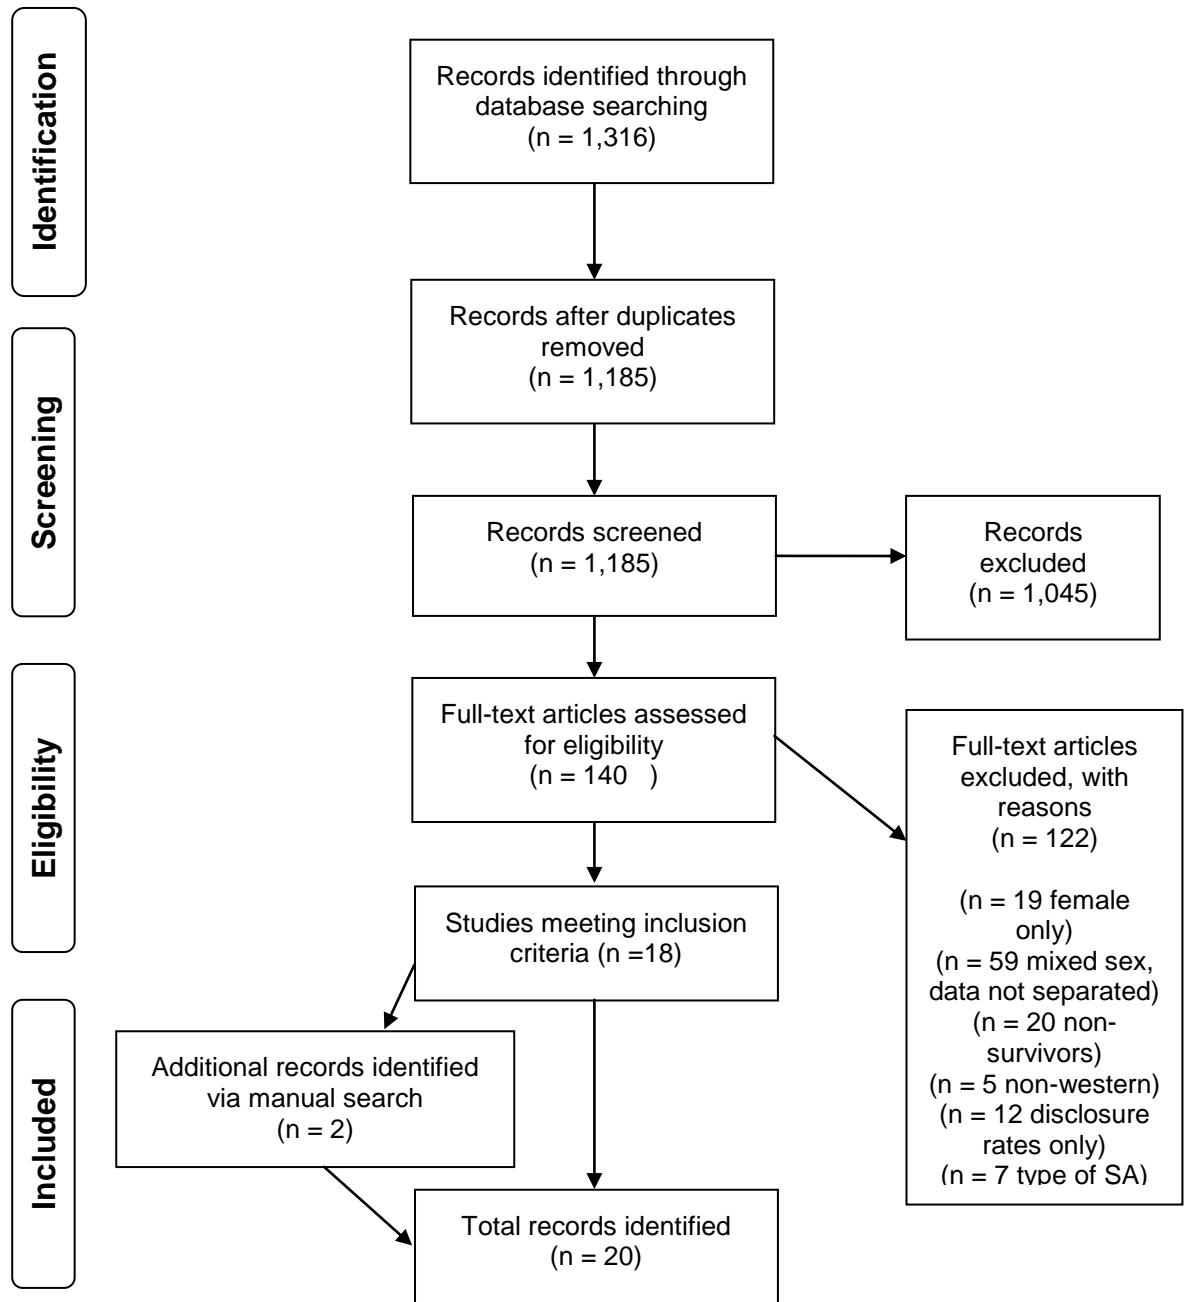 Identification
Records identified through
database searching
(n = 1,316)
Records after duplicates
removed
(n = 1,185)
Screening
Records screened
(n = 1,185)
Records
excluded
(n = 1,045)
Eligibility
Full-text articles assessed
for eligibility
(n = 140   )
Full-text articles
excluded, with
reasons
(n = 122)
(n = 19 female
only)
(n = 59 mixed sex,
data not separated)
(n = 20 non-
survivors)
(n = 5 non-western)
(n = 12 disclosure
rates only)
(n = 7 type of SA)
Studies meeting inclusion
criteria (n =18)
Included
Additional records identified
via manual search
(n = 2)
Total records identified
(n = 20)